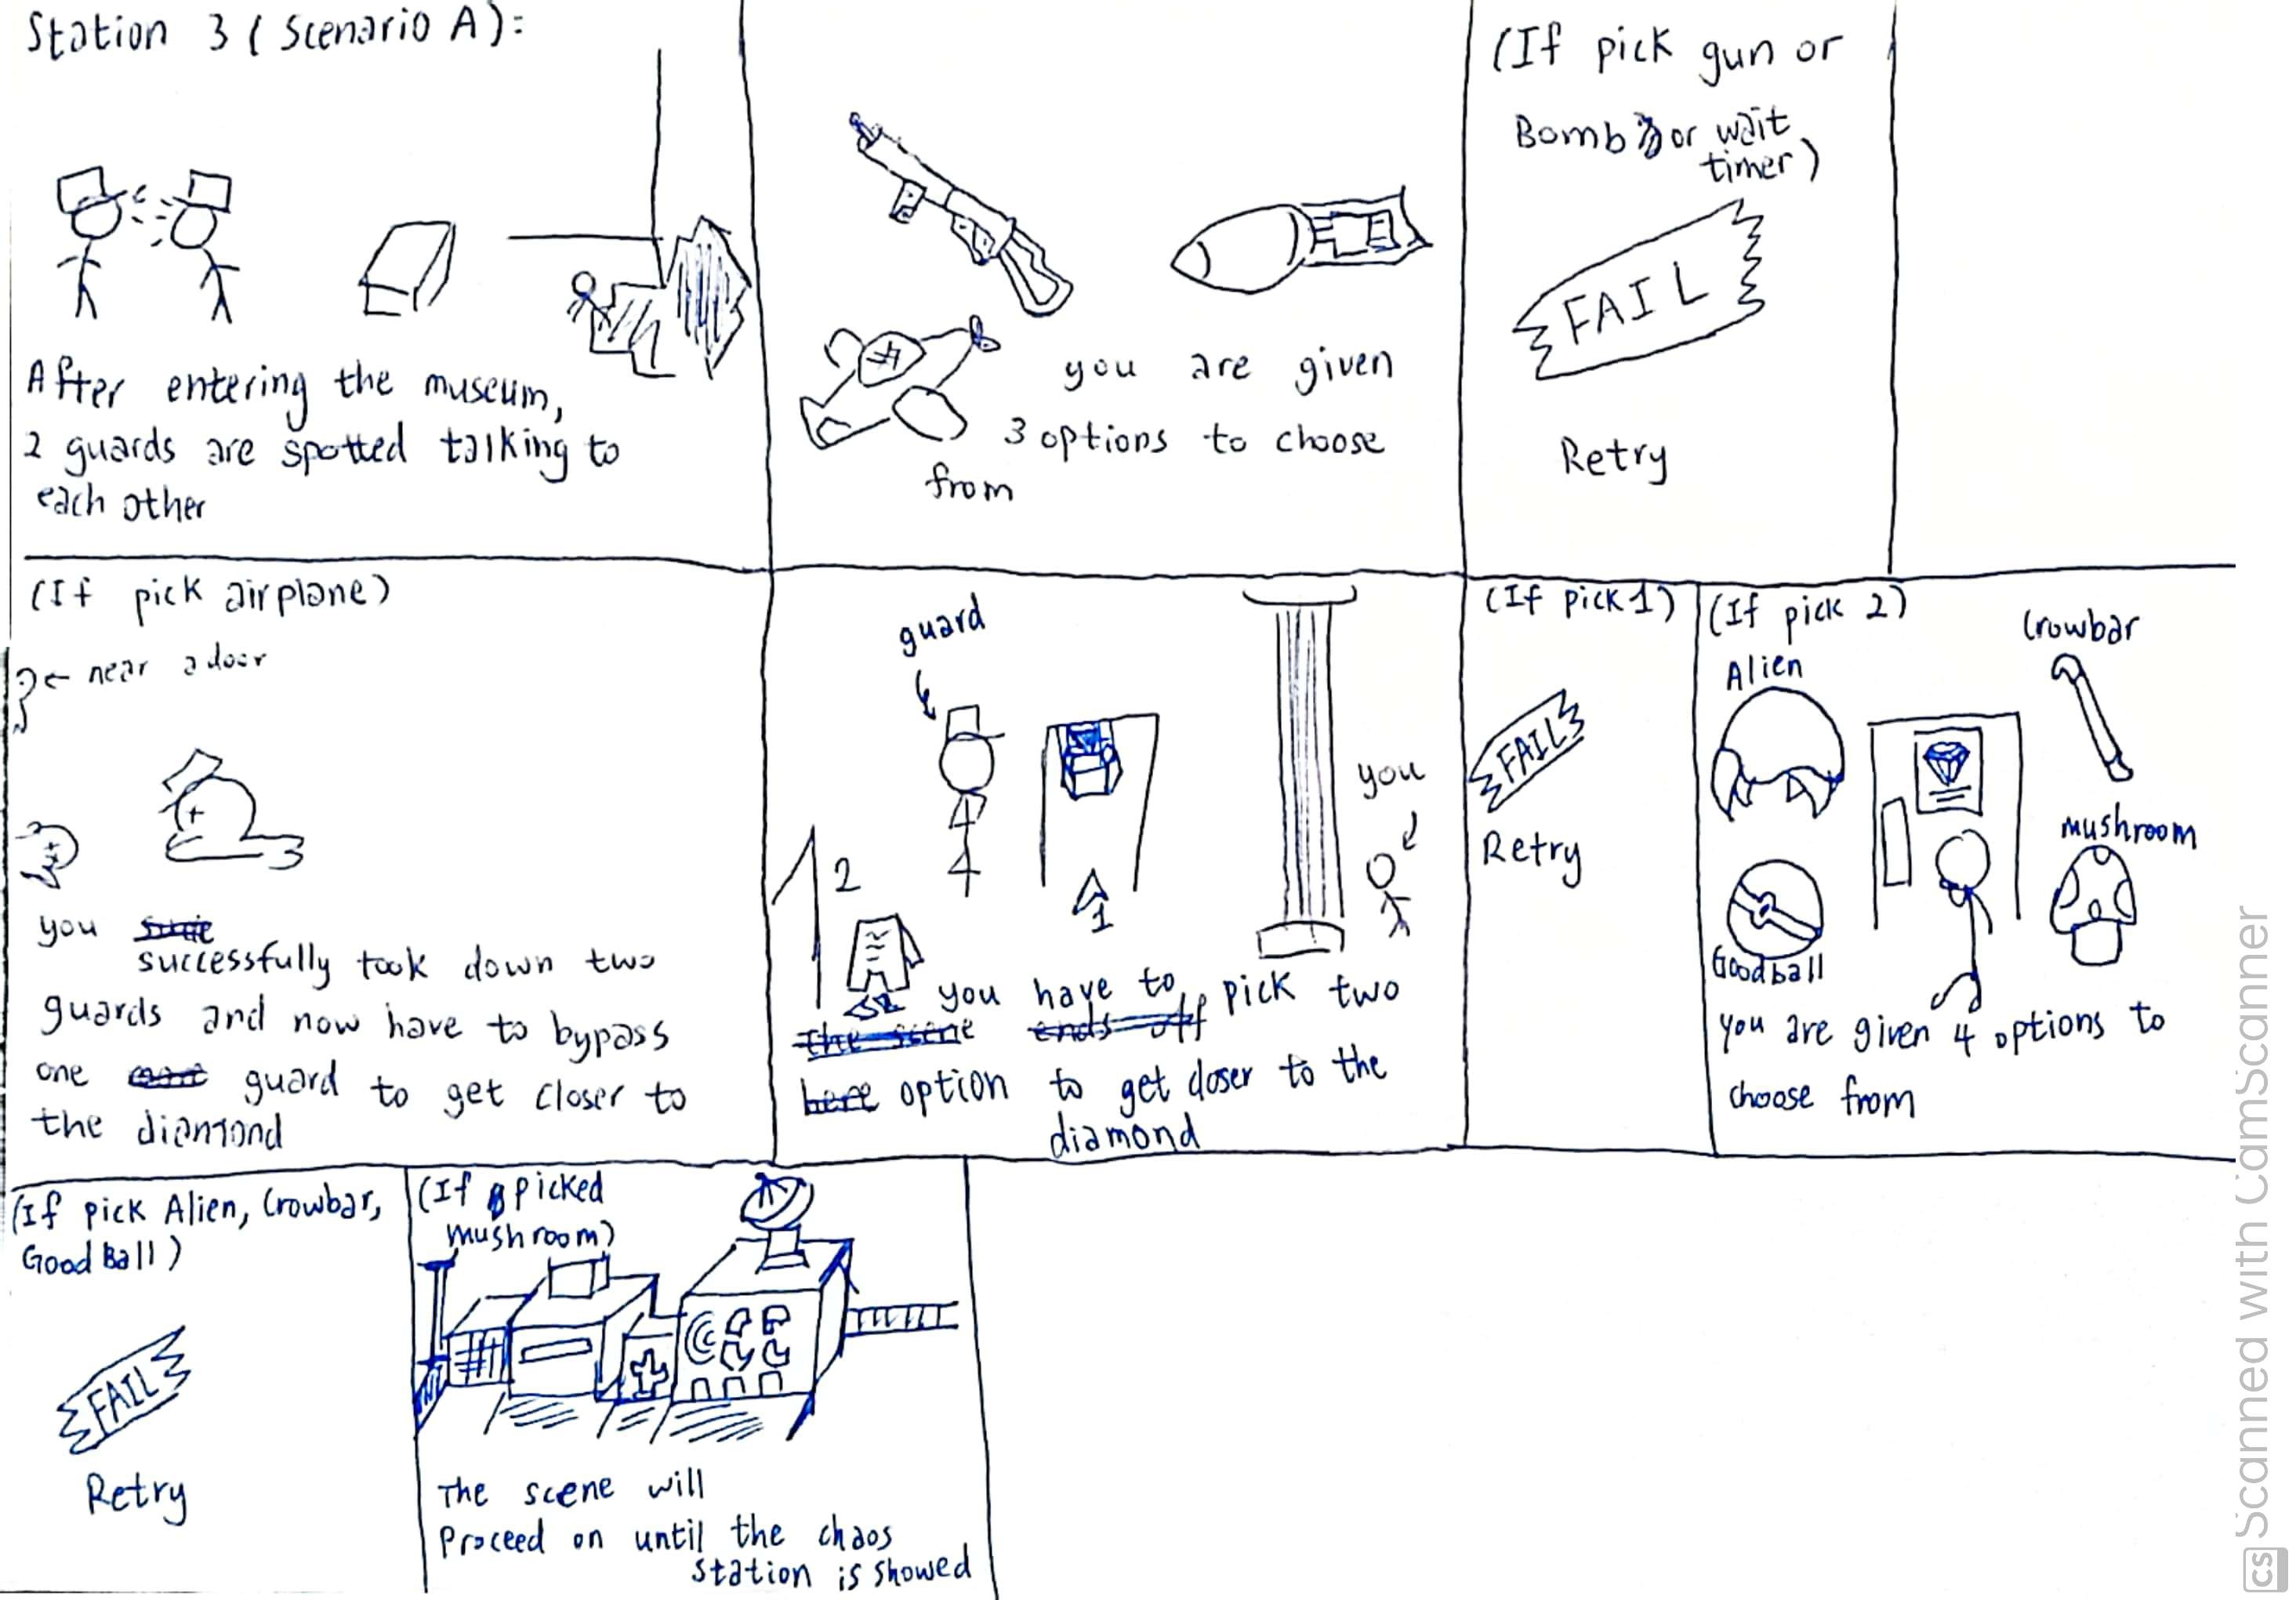 Station 3 (Scenario A):
After entering the museum,
2 guards are spotted talking to
each other
you are given
3 options to choose
from
(If pick gun or
Bomb or wait
timer)
FAIL
Retry
(If pick airplane)
← near a door
you
successfully took down two
guards and now have to bypass
one guard to get closer to
the diamond
guard
you
2
1
you have to pick two
the scene ends off
here option to get closer to the
diamond
(If pick 1)
FAIL
Retry
(If pick 2)
Crowbar
Alien
mushroom
Goodball
you are given 4 options to
choose from
(If pick Alien, Crowbar,
Good Ball)
FAIL
Retry
(If picked
mushroom)
The scene will
Proceed on until the chaos
station is showed
CS Scanned with CamScanner